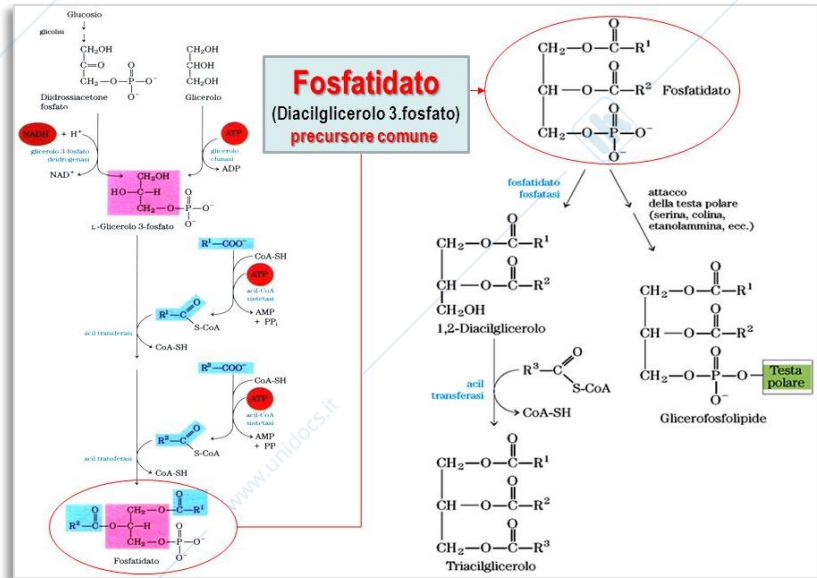 Glucosio
glicolisi
CH₂OH
C=O
CH₂—O—P—O⁻
O
O⁻
Diidrossiacetone
fosfato
CH₂OH
CHOH
CH₂OH
Glicerolo
NADH + H⁺
glicerolo 3-fosfato
deidrogenasi
NAD⁺
ATP
glicerolo
chinasi
ADP
CH₂OH
HO—C—H
CH₂—O—P—O⁻
O
O⁻
L-Glicerolo 3-fosfato
R¹—COO⁻
CoA-SH
ATP
acil-CoA
sintetasi
AMP
+ PPᵢ
R¹—C
O
S-CoA
acil transferasi
CoA-SH
R²—COO⁻
CoA-SH
ATP
acil-CoA
sintetasi
AMP
+ PP
R²—C
O
S-CoA
acil transferasi
CoA-SH
O
CH₂—O—C—R¹
O
R²—C—O—C—H
CH₂—O—P—O⁻
O
O⁻
Fosfatidato
Fosfatidato
(Diacilglicerolo 3.fosfato)
precursore comune
O
CH₂—O—C—R¹
O
CH—O—C—R²
O
CH₂—O—P—O⁻
O⁻
Fosfatidato
fosfatidato
fosfatasi
attacco
della testa polare
(serina, colina,
etanolammina, ecc.)
O
CH₂—O—C—R¹
O
CH—O—C—R²
CH₂OH
1,2-Diacilglicerolo
R³—C
O
S-CoA
acil
transferasi
CoA-SH
O
CH₂—O—C—R¹
O
CH—O—C—R²
O
CH₂—O—C—R³
Triacilglicerolo
O
CH₂—O—C—R¹
O
CH—O—C—R²
O
CH₂—O—P—O—
O⁻
Testa
polare
Glicerofosfolipide
www.unidocs.it